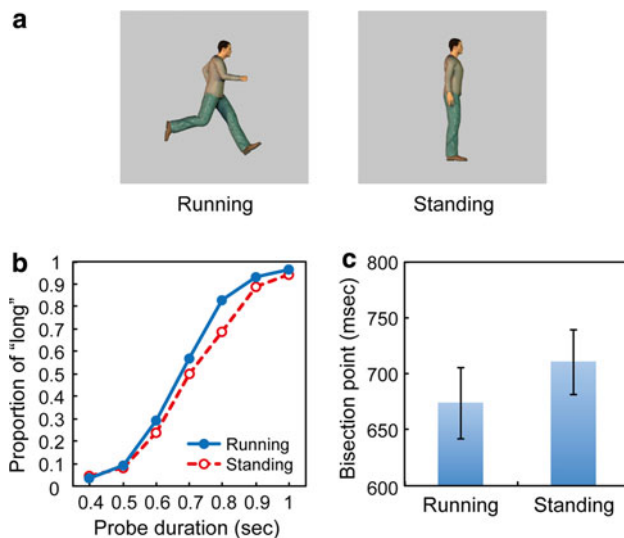 a
Running Standing
b
Proportion of "long"
1
0.9
0.8
0.7
0.6
0.5
0.4
0.3
0.2
0.1
0
Running
Standing
0.4 0.5 0.6 0.7 0.8 0.9 1
Probe duration (sec)
c
Bisection point (msec)
800
750
700
650
600
Running Standing